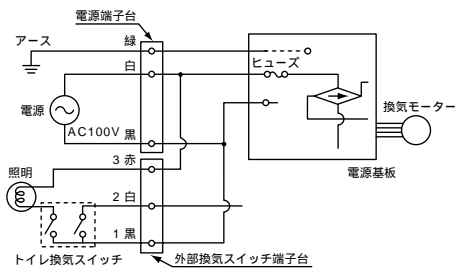 電源端子台
アース
緑
白
ヒューズ
電源
AC100V
黒
換気モーター
電源基板
照明
3 赤
2 白
1 黒
トイレ換気スイッチ
外部換気スイッチ端子台